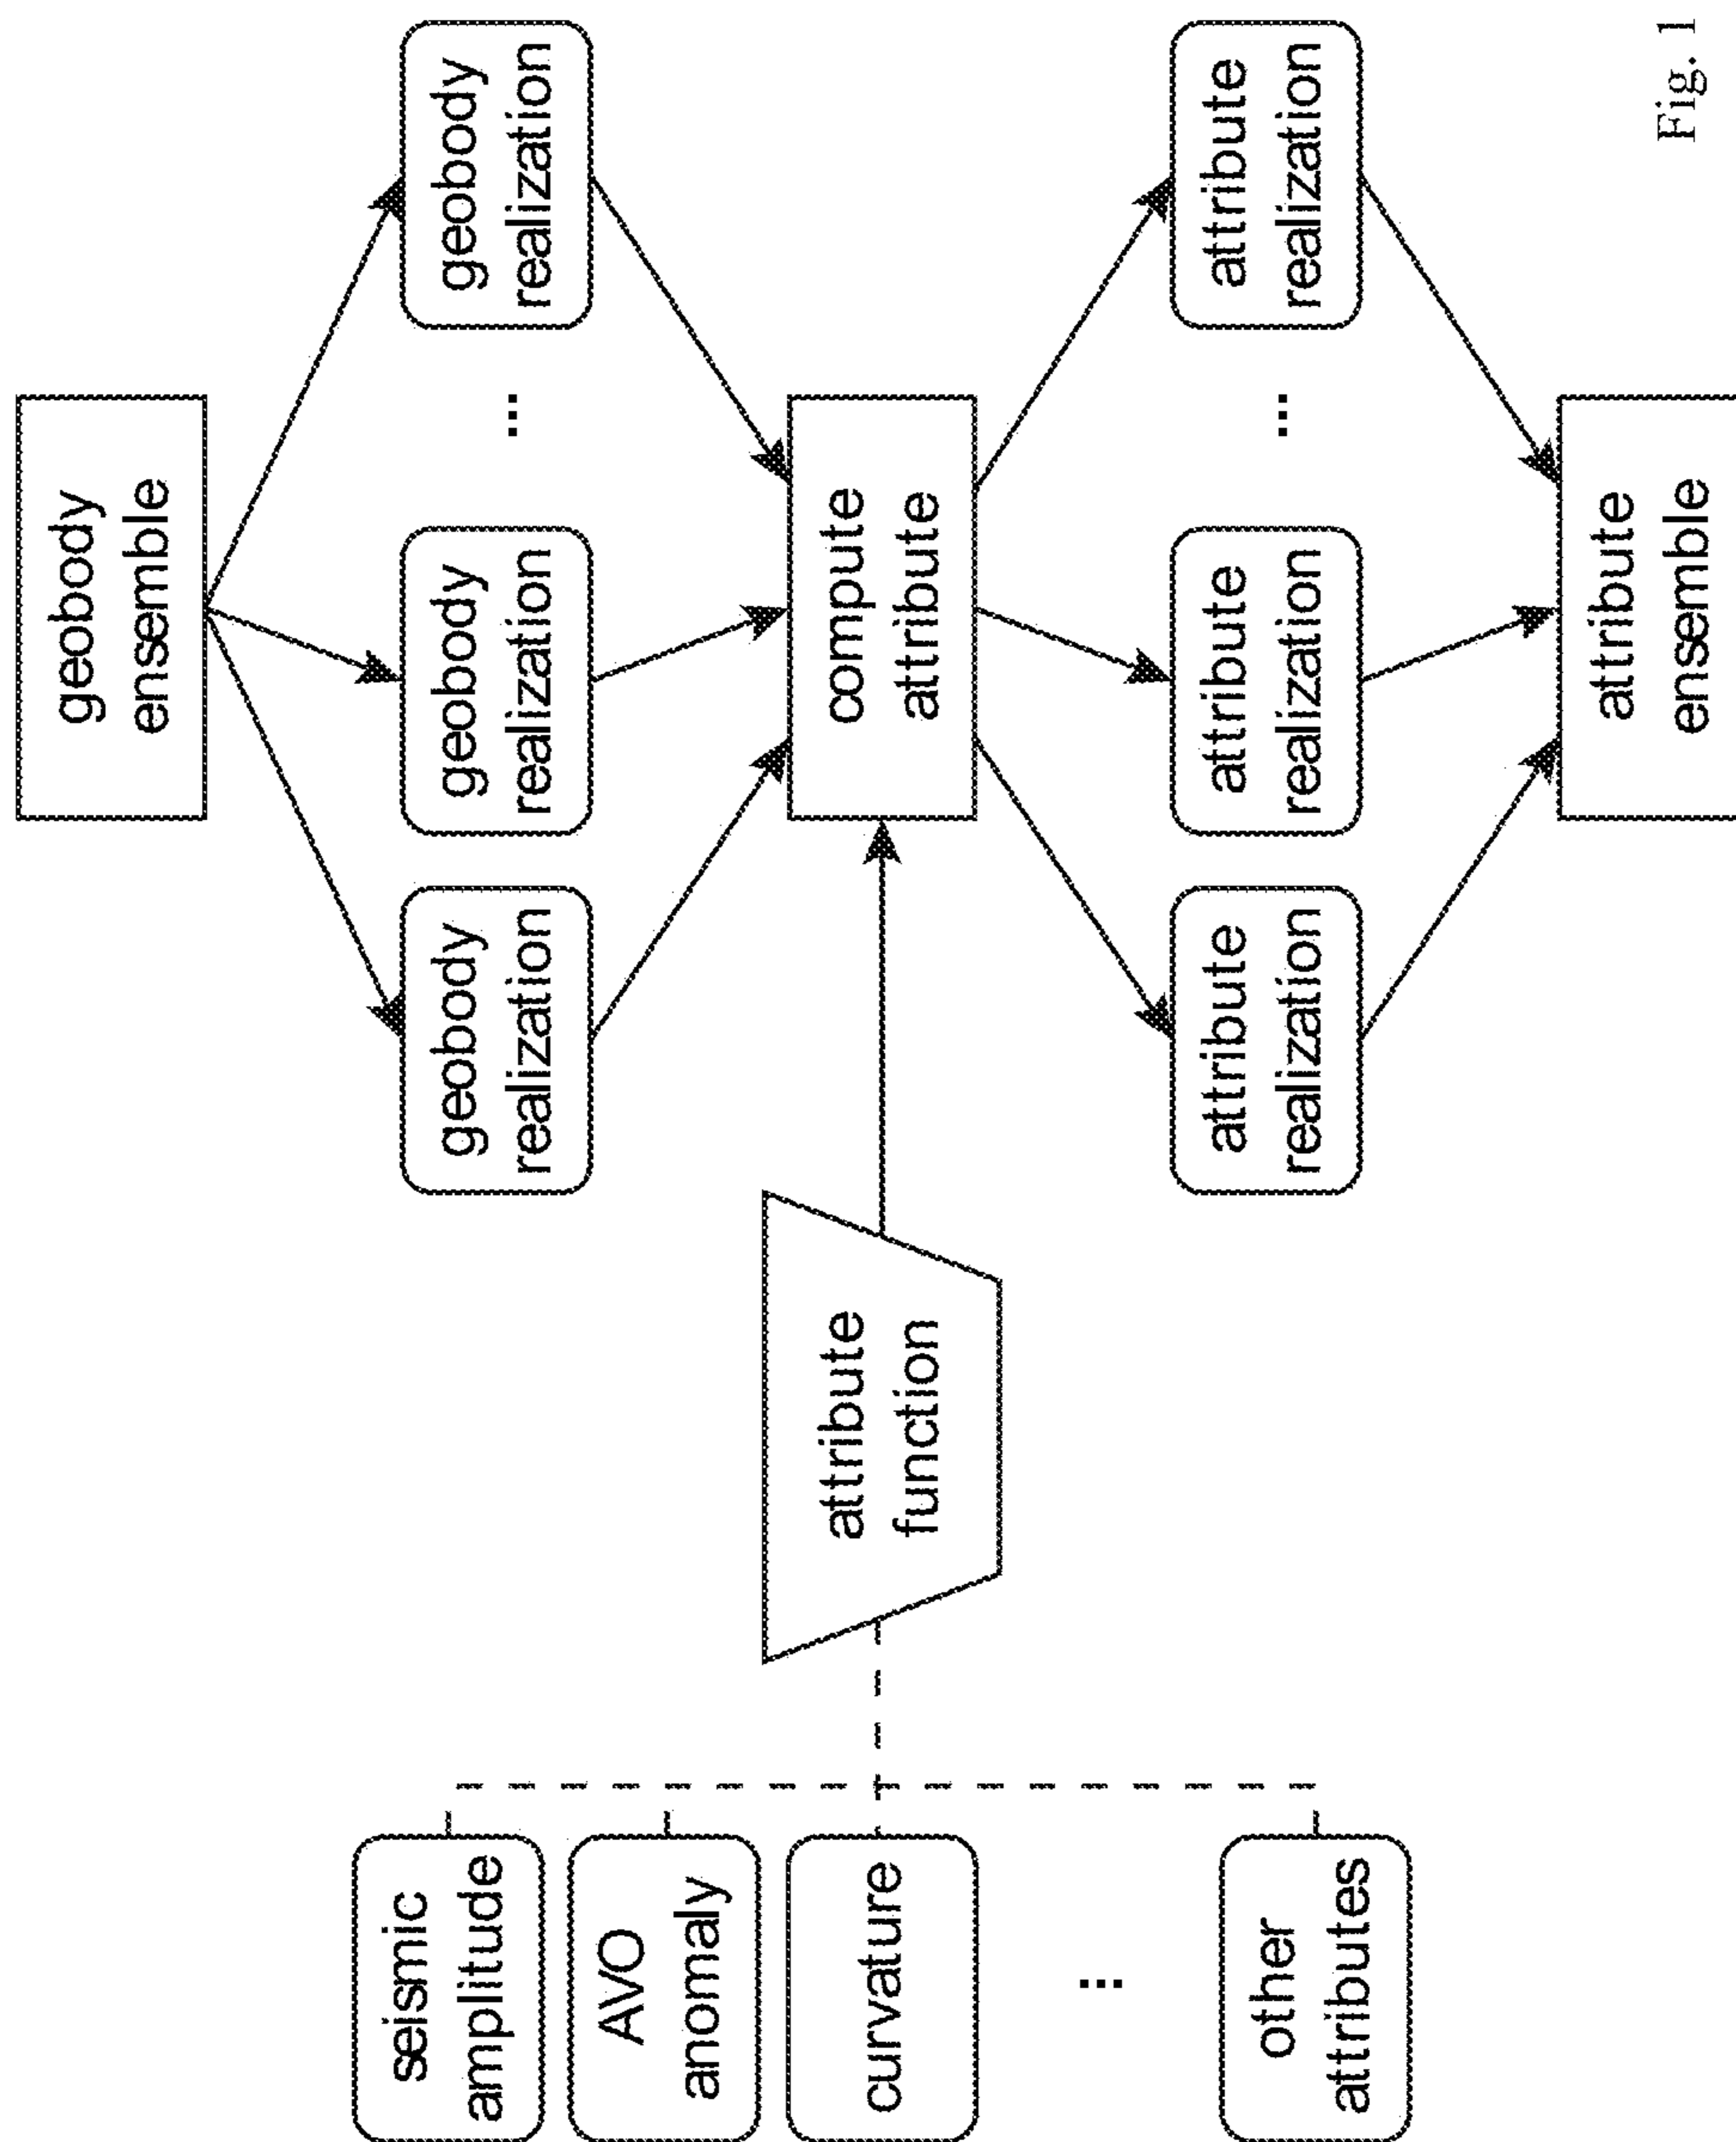 geobody
ensemble
geobody
realization
geobody
realization
...
geobody
realization
seismic
amplitude
AVO
anomaly
curvature
...
other
attributes
attribute
function
compute
attribute
attribute
realization
attribute
realization
...
attribute
realization
attribute
ensemble
Fig. 1